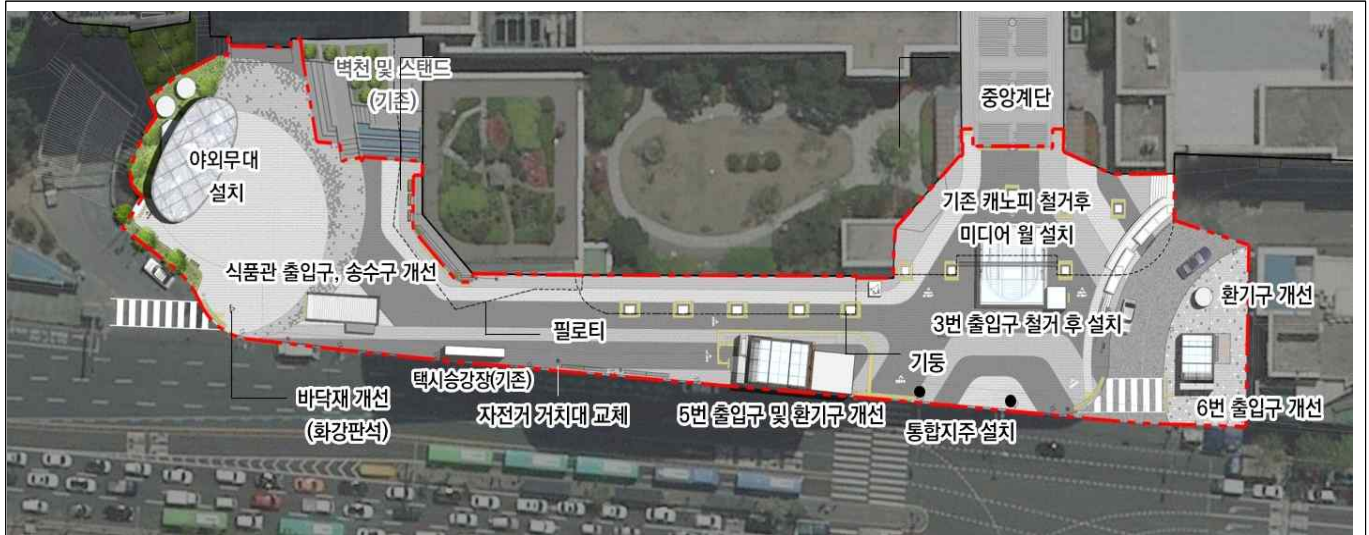 벽천 및 스탠드
(기존)
중앙계단
야외무대
설치
기존 캐노피 철거후
미디어 월 설치
식품관 출입구, 송수구 개선
환기구 개선
3번 출입구 철거 후 설치
필로티
기둥
택시승강장(기존)
바닥재 개선
(화강판석)
자전거 거치대 교체
5번 출입구 및 환기구 개선
통합지주 설치
6번 출입구 개선